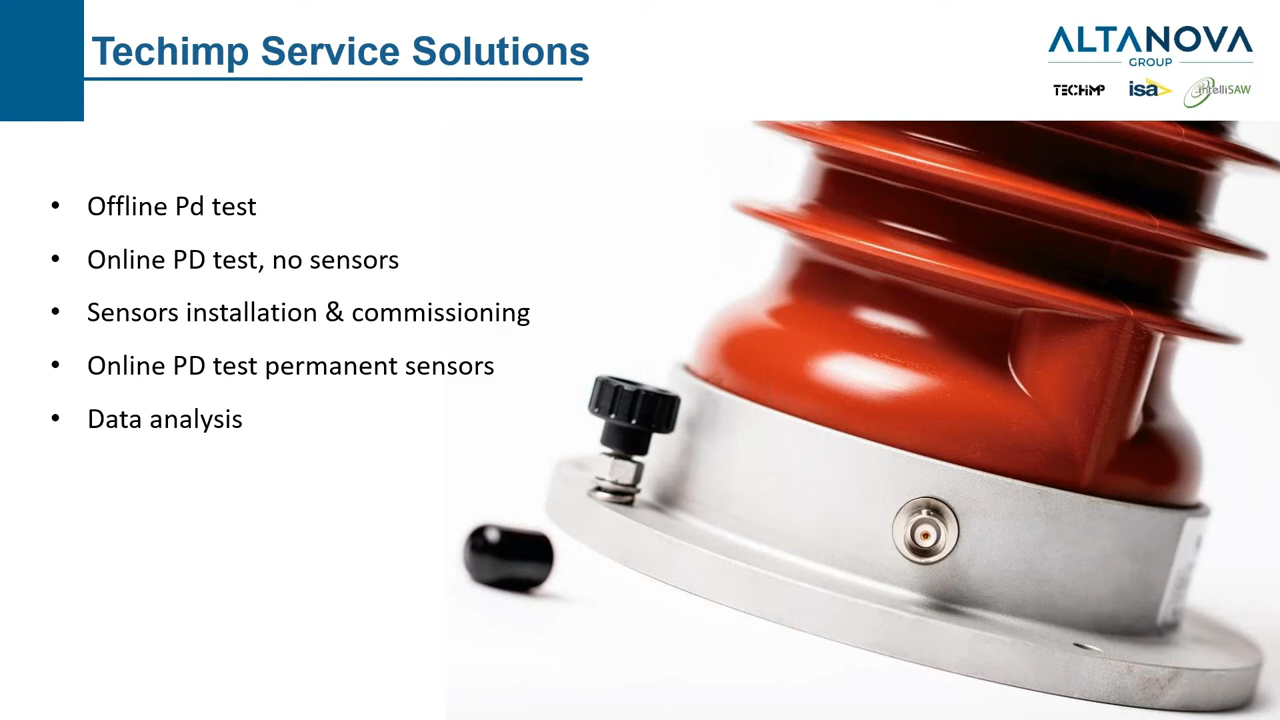 Techimp Service Solutions
ALTANOVA
GROUP
TECHIMP isa intelliSAW
• Offline Pd test
• Online PD test, no sensors
• Sensors installation & commissioning
• Online PD test permanent sensors
• Data analysis